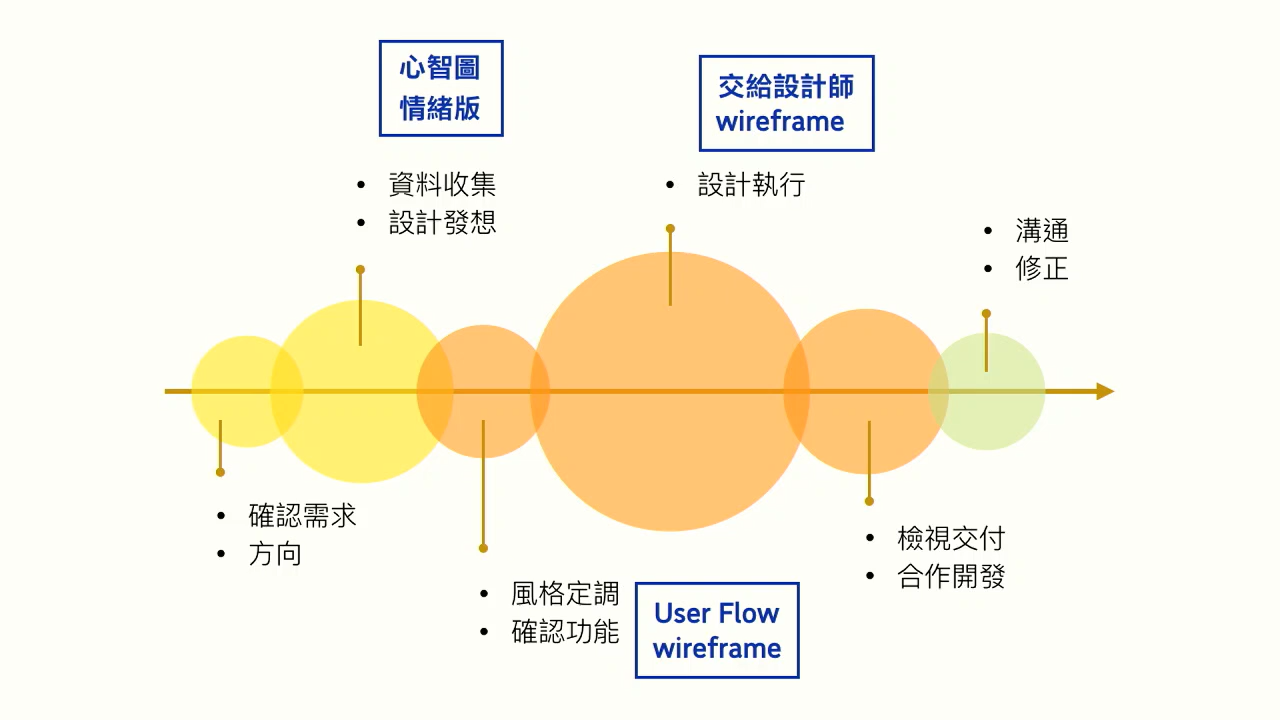 心智圖
情緒版
交給設計師
wireframe
• 資料收集
• 設計發想
• 設計執行
• 溝通
• 修正
• 確認需求
• 方向
• 風格定調
• 確認功能
User Flow
wireframe
• 檢視交付
• 合作開發